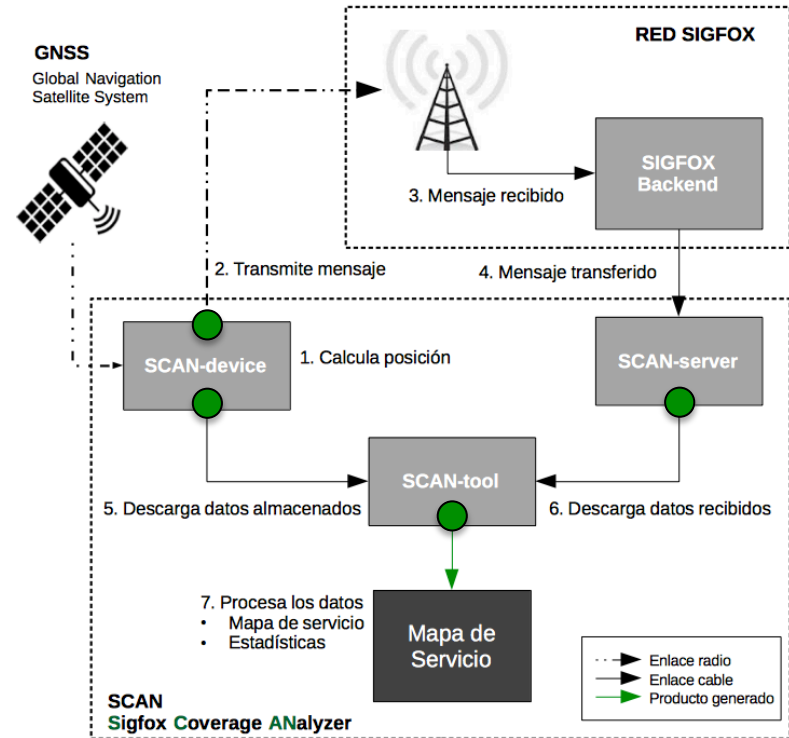 RED SIGFOX
GNSS
Global Navigation
Satellite System
SIGFOX
Backend
3. Mensaje recibido
2. Transmite mensaje
4. Mensaje transferido
SCAN-device
1. Calcula posición
SCAN-server
SCAN-tool
5. Descarga datos almacenados
6. Descarga datos recibidos
7. Procesa los datos
• Mapa de servicio
• Estadísticas
Mapa de
Servicio
Enlace radio
Enlace cable
Producto generado
SCAN
Sigfox Coverage ANalyzer